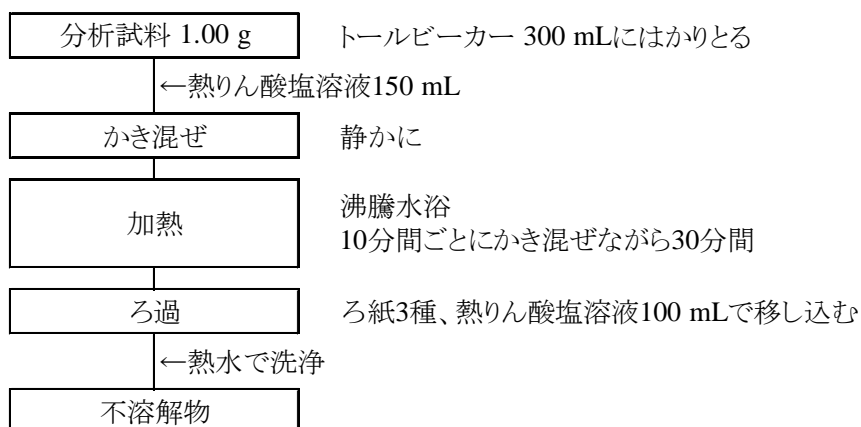 分析試料 1.00 g
トールビーカー 300 mLにはかりとる
←熱りん酸塩溶液150 mL
かき混ぜ
静かに
加熱
沸騰水浴
10分間ごとにかき混ぜながら30分間
ろ過
ろ紙3種、熱りん酸塩溶液100 mLで移し込む
←熱水で洗浄
不溶解物